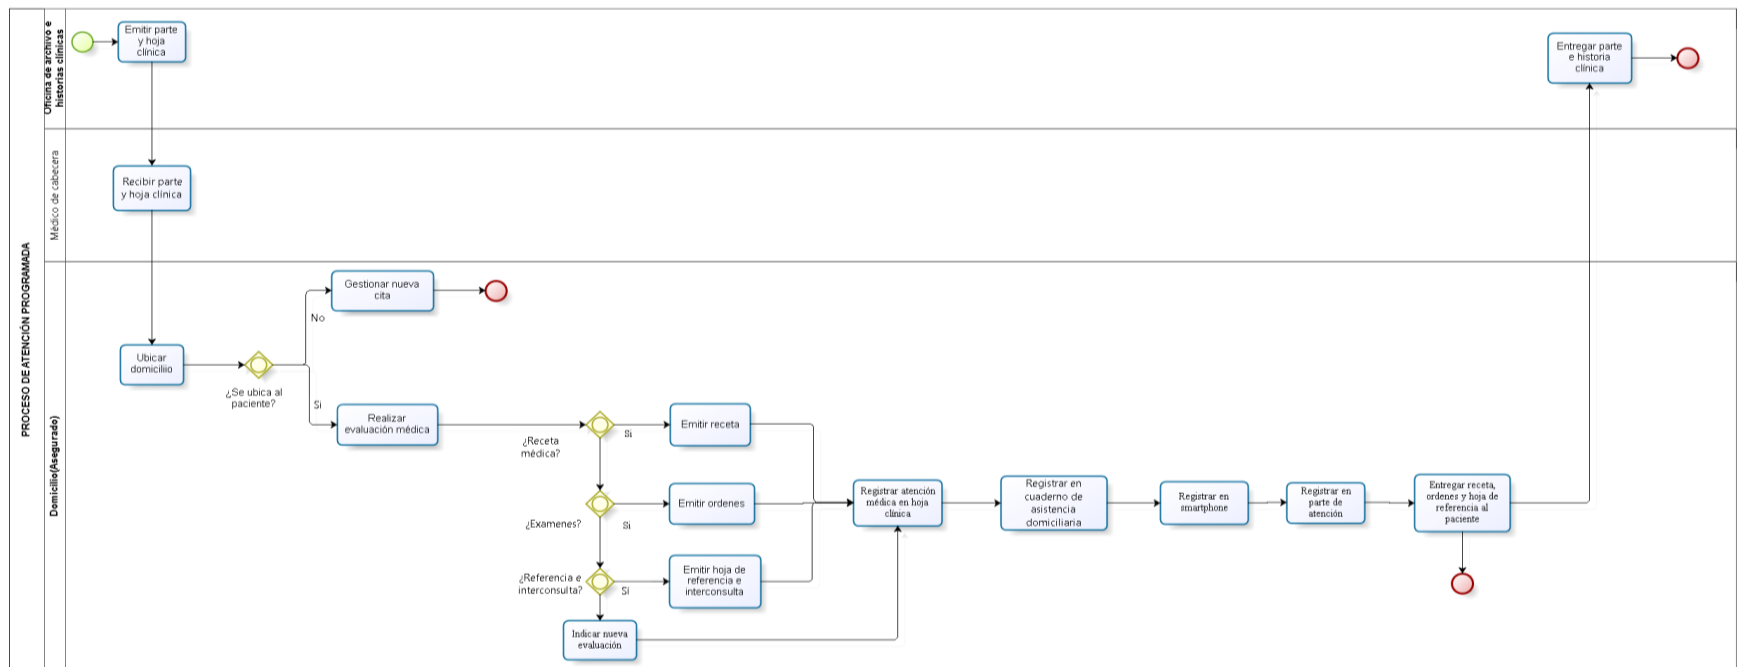 PROCESO DE ATENCIÓN PROGRAMADA
Oficina de archivo e
historias clínicas
Emitir parte
y hoja
clínica
Entregar parte
e historia
clínica
Médico de cabecera
Recibir parte
y hoja clínica
Domicilio(Asegurado)
Gestionar nueva
cita
No
Ubicar
domicilio
¿Se ubica al
paciente?
Si
Realizar
evaluación médica
¿Receta
médica?
Si
Emitir receta
¿Examenes?
Si
Emitir ordenes
¿Referencia e
interconsulta?
Sí
Emitir hoja de
referencia e
interconsulta
Indicar nueva
evaluación
Registrar atención
médica en hoja
clínica
Registrar en
cuaderno de
asistencia
domiciliaria
Registrar en
smartphone
Registrar en
parte de
atención
Entregar receta,
ordenes y hoja de
referencia al
paciente